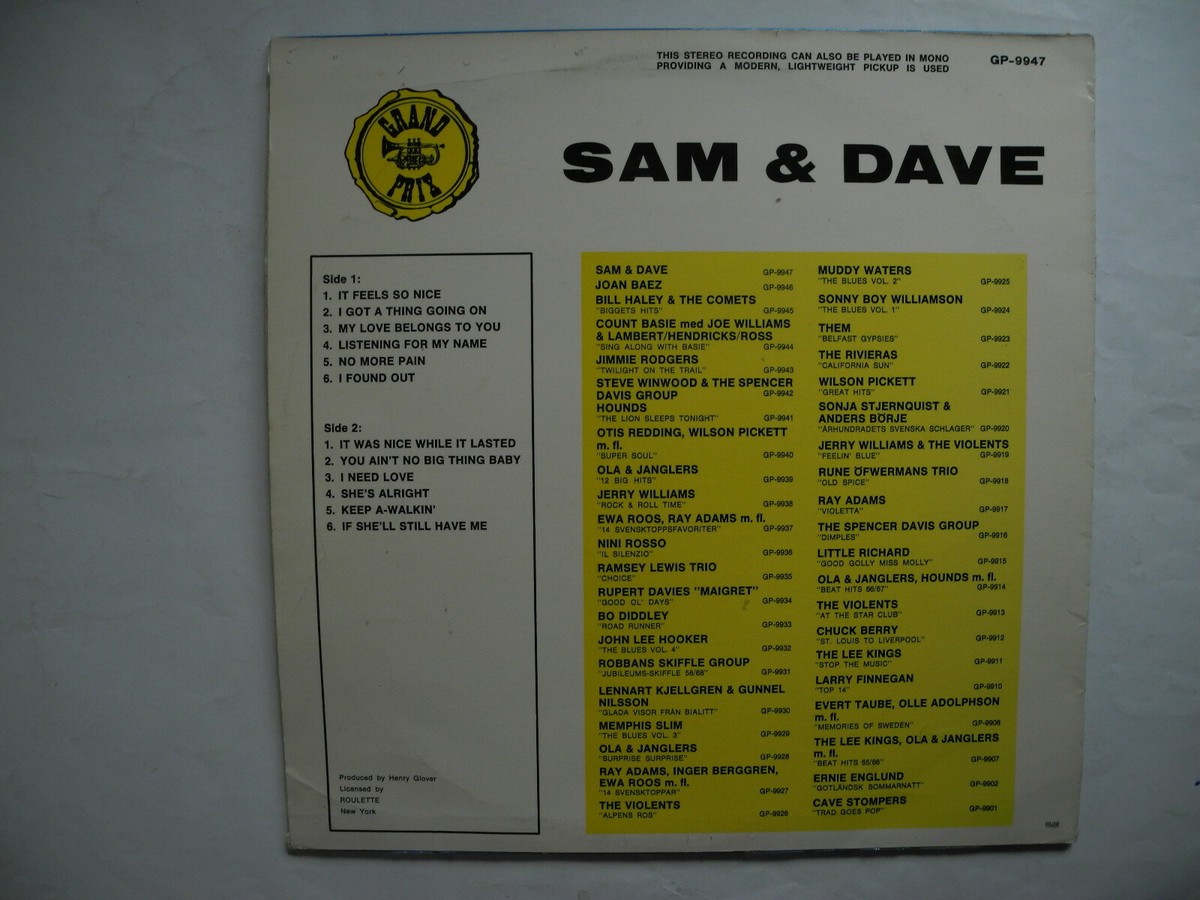 THIS STEREO RECORDING CAN ALSO BE PLAYED IN MONO
PROVIDING A MODERN, LIGHTWEIGHT PICKUP IS USED
GP-9947
GRAND
PRIX
SAM & DAVE
Side 1:
1. IT FEELS SO NICE
2. I GOT A THING GOING ON
3. MY LOVE BELONGS TO YOU
4. LISTENING FOR MY NAME
5. NO MORE PAIN
6. I FOUND OUT
Side 2:
1. IT WAS NICE WHILE IT LASTED
2. YOU AIN'T NO BIG THING BABY
3. I NEED LOVE
4. SHE'S ALRIGHT
5. KEEP A-WALKIN'
6. IF SHE'LL STILL HAVE ME
Produced by Henry Glover
Licensed by
ROULETTE
New York
SAM & DAVE GP-9947
JOAN BAEZ GP-9946
BILL HALEY & THE COMETS
"BIGGETS HITS" GP-9945
COUNT BASIE med JOE WILLIAMS
& LAMBERT/HENDRICKS/ROSS
"SING ALONG WITH BASIE" GP-9944
JIMMIE RODGERS
"TWILIGHT ON THE TRAIL" GP-9943
STEVE WINWOOD & THE SPENCER
DAVIS GROUP GP-9942
HOUNDS
"THE LION SLEEPS TONIGHT" GP-9941
OTIS REDDING, WILSON PICKETT
m. fl.
"SUPER SOUL" GP-9940
OLA & JANGLERS
"12 BIG HITS" GP-9939
JERRY WILLIAMS
"ROCK & ROLL TIME" GP-9938
EWA ROOS, RAY ADAMS m. fl.
"14 SVENSKTOPPSFAVORITER" GP-9937
NINI ROSSO
"IL SILENZIO" GP-9936
RAMSEY LEWIS TRIO
"CHOICE" GP-9935
RUPERT DAVIES "MAIGRET"
"GOOD OL' DAYS" GP-9934
BO DIDDLEY
"ROAD RUNNER" GP-9933
JOHN LEE HOOKER
"THE BLUES VOL. 4" GP-9932
ROBBANS SKIFFLE GROUP
"JUBILEUMS-SKIFFLE 58/68" GP-9931
LENNART KJELLGREN & GUNNEL
NILSSON
"GLADA VISOR FRÅN BIALITT" GP-9930
MEMPHIS SLIM
"THE BLUES VOL. 3" GP-9929
OLA & JANGLERS
"SURPRISE SURPRISE" GP-9928
RAY ADAMS, INGER BERGGREN,
EWA ROOS m. fl.
"14 SVENSKTOPPAR" GP-9927
THE VIOLENTS
"ALPENS ROS" GP-9926
MUDDY WATERS
"THE BLUES VOL. 2" GP-9925
SONNY BOY WILLIAMSON
"THE BLUES VOL. 1" GP-9924
THEM
"BELFAST GYPSIES" GP-9923
THE RIVIERAS
"CALIFORNIA SUN" GP-9922
WILSON PICKETT
"GREAT HITS" GP-9921
SONJA STJERNQUIST &
ANDERS BÖRJE
"ÅRHUNDRADETS SVENSKA SCHLAGER" GP-9920
JERRY WILLIAMS & THE VIOLENTS
"FEELIN' BLUE" GP-9919
RUNE ÖFWERMANS TRIO
"OLD SPICE" GP-9918
RAY ADAMS
"VIOLETTA" GP-9917
THE SPENCER DAVIS GROUP
"DIMPLES" GP-9916
LITTLE RICHARD
"GOOD GOLLY MISS MOLLY" GP-9915
OLA & JANGLERS, HOUNDS m. fl.
"BEAT HITS 66/67" GP-9914
THE VIOLENTS
"AT THE STAR CLUB" GP-9913
CHUCK BERRY
"ST. LOUIS TO LIVERPOOL" GP-9912
THE LEE KINGS
"STOP THE MUSIC" GP-9911
LARRY FINNEGAN
"TOP 14" GP-9910
EVERT TAUBE, OLLE ADOLPHSON
m. fl.
"MEMORIES OF SWEDEN" GP-9908
THE LEE KINGS, OLA & JANGLERS
m. fl.
"BEAT HITS 65/66" GP-9907
ERNIE ENGLUND
"GOTLÄNDSK SOMMARNATT" GP-9902
CAVE STOMPERS
"TRAD GOES POP" GP-9901